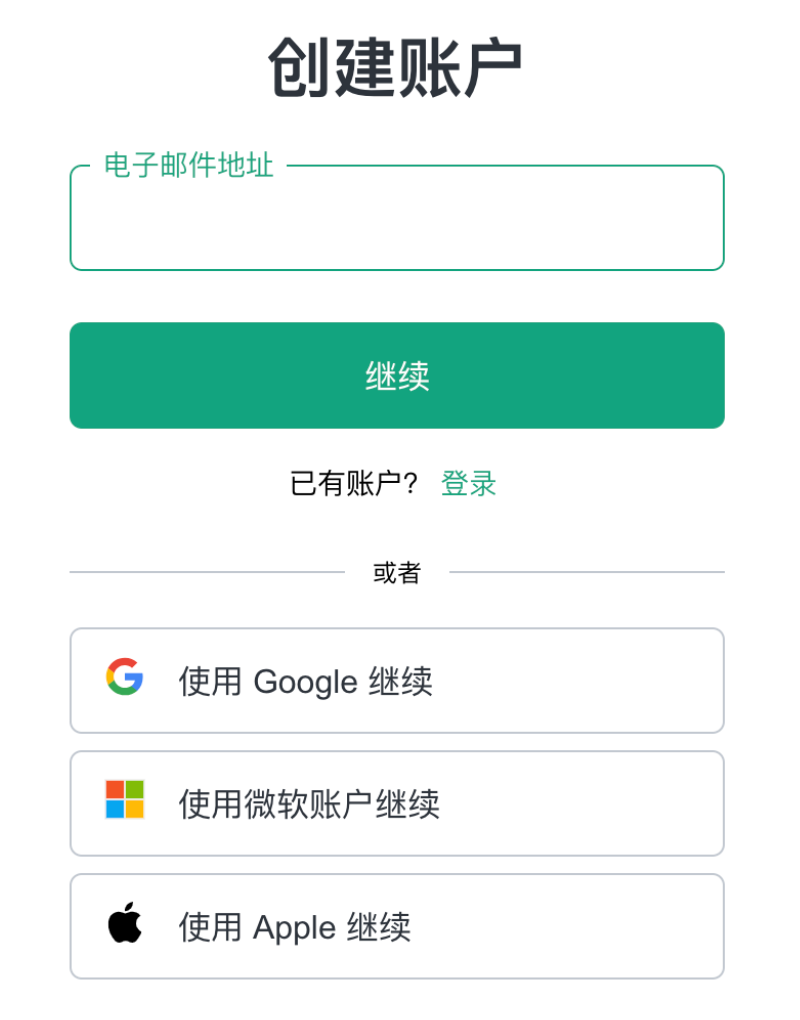 创建账户
电子邮件地址
继续
已有账户? 登录
或者
使用 Google 继续
使用微软账户继续
使用 Apple 继续